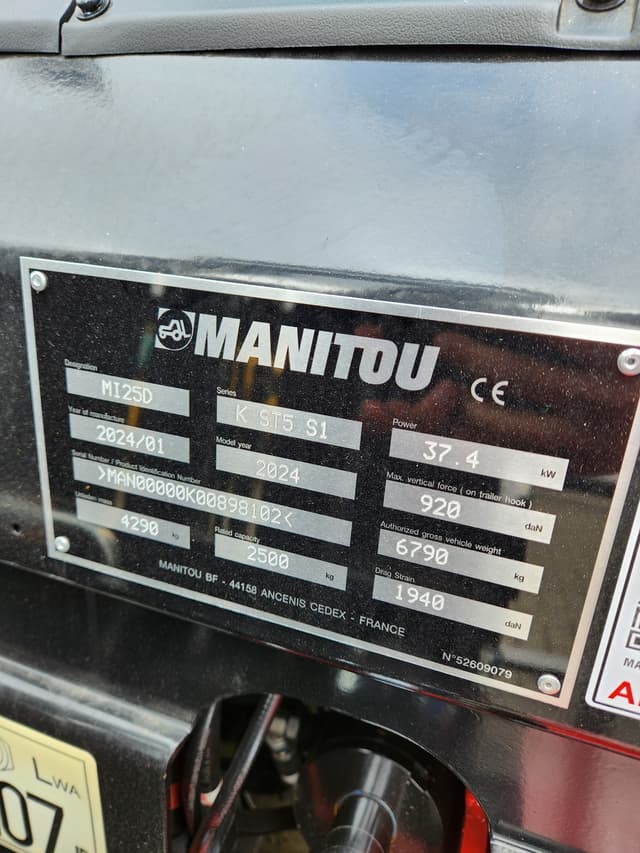 MANITOU
CE
Designation
MI25D
Series
K ST5 S1
Power
37.4 kW
Year of manufacture
2024/01
Model year
2024
Max. vertical force ( on trailer hook )
920 daN
Serial Number / Product Identification Number
>MAN00000K00898102<
Authorized gross vehicle weight
6790 kg
Unladen mass
4290 kg
Rated capacity
2500 kg
Drag Strain
1940 daN
MANITOU BF - 44158 ANCENIS CEDEX - FRANCE
N°52609079
LWA
07
MA